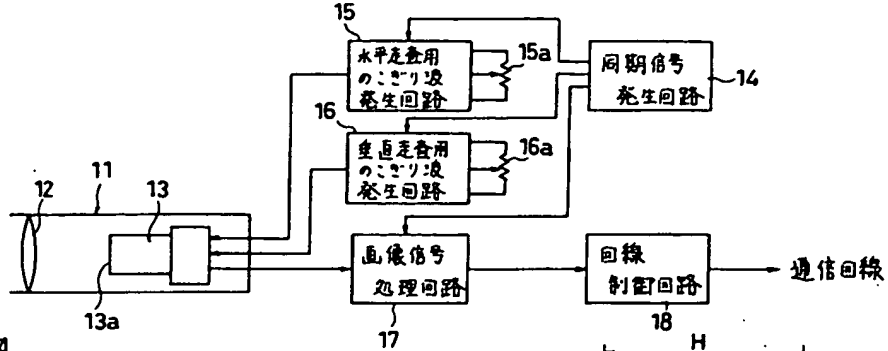 15
水平走査用
のこぎり波
発生回路
15a
同期信号
発生回路
14
16
垂直走査用
のこぎり波
発生回路
16a
11
12
13
13a
画像信号
処理回路
17
回線
制御回路
18
通信回線
H